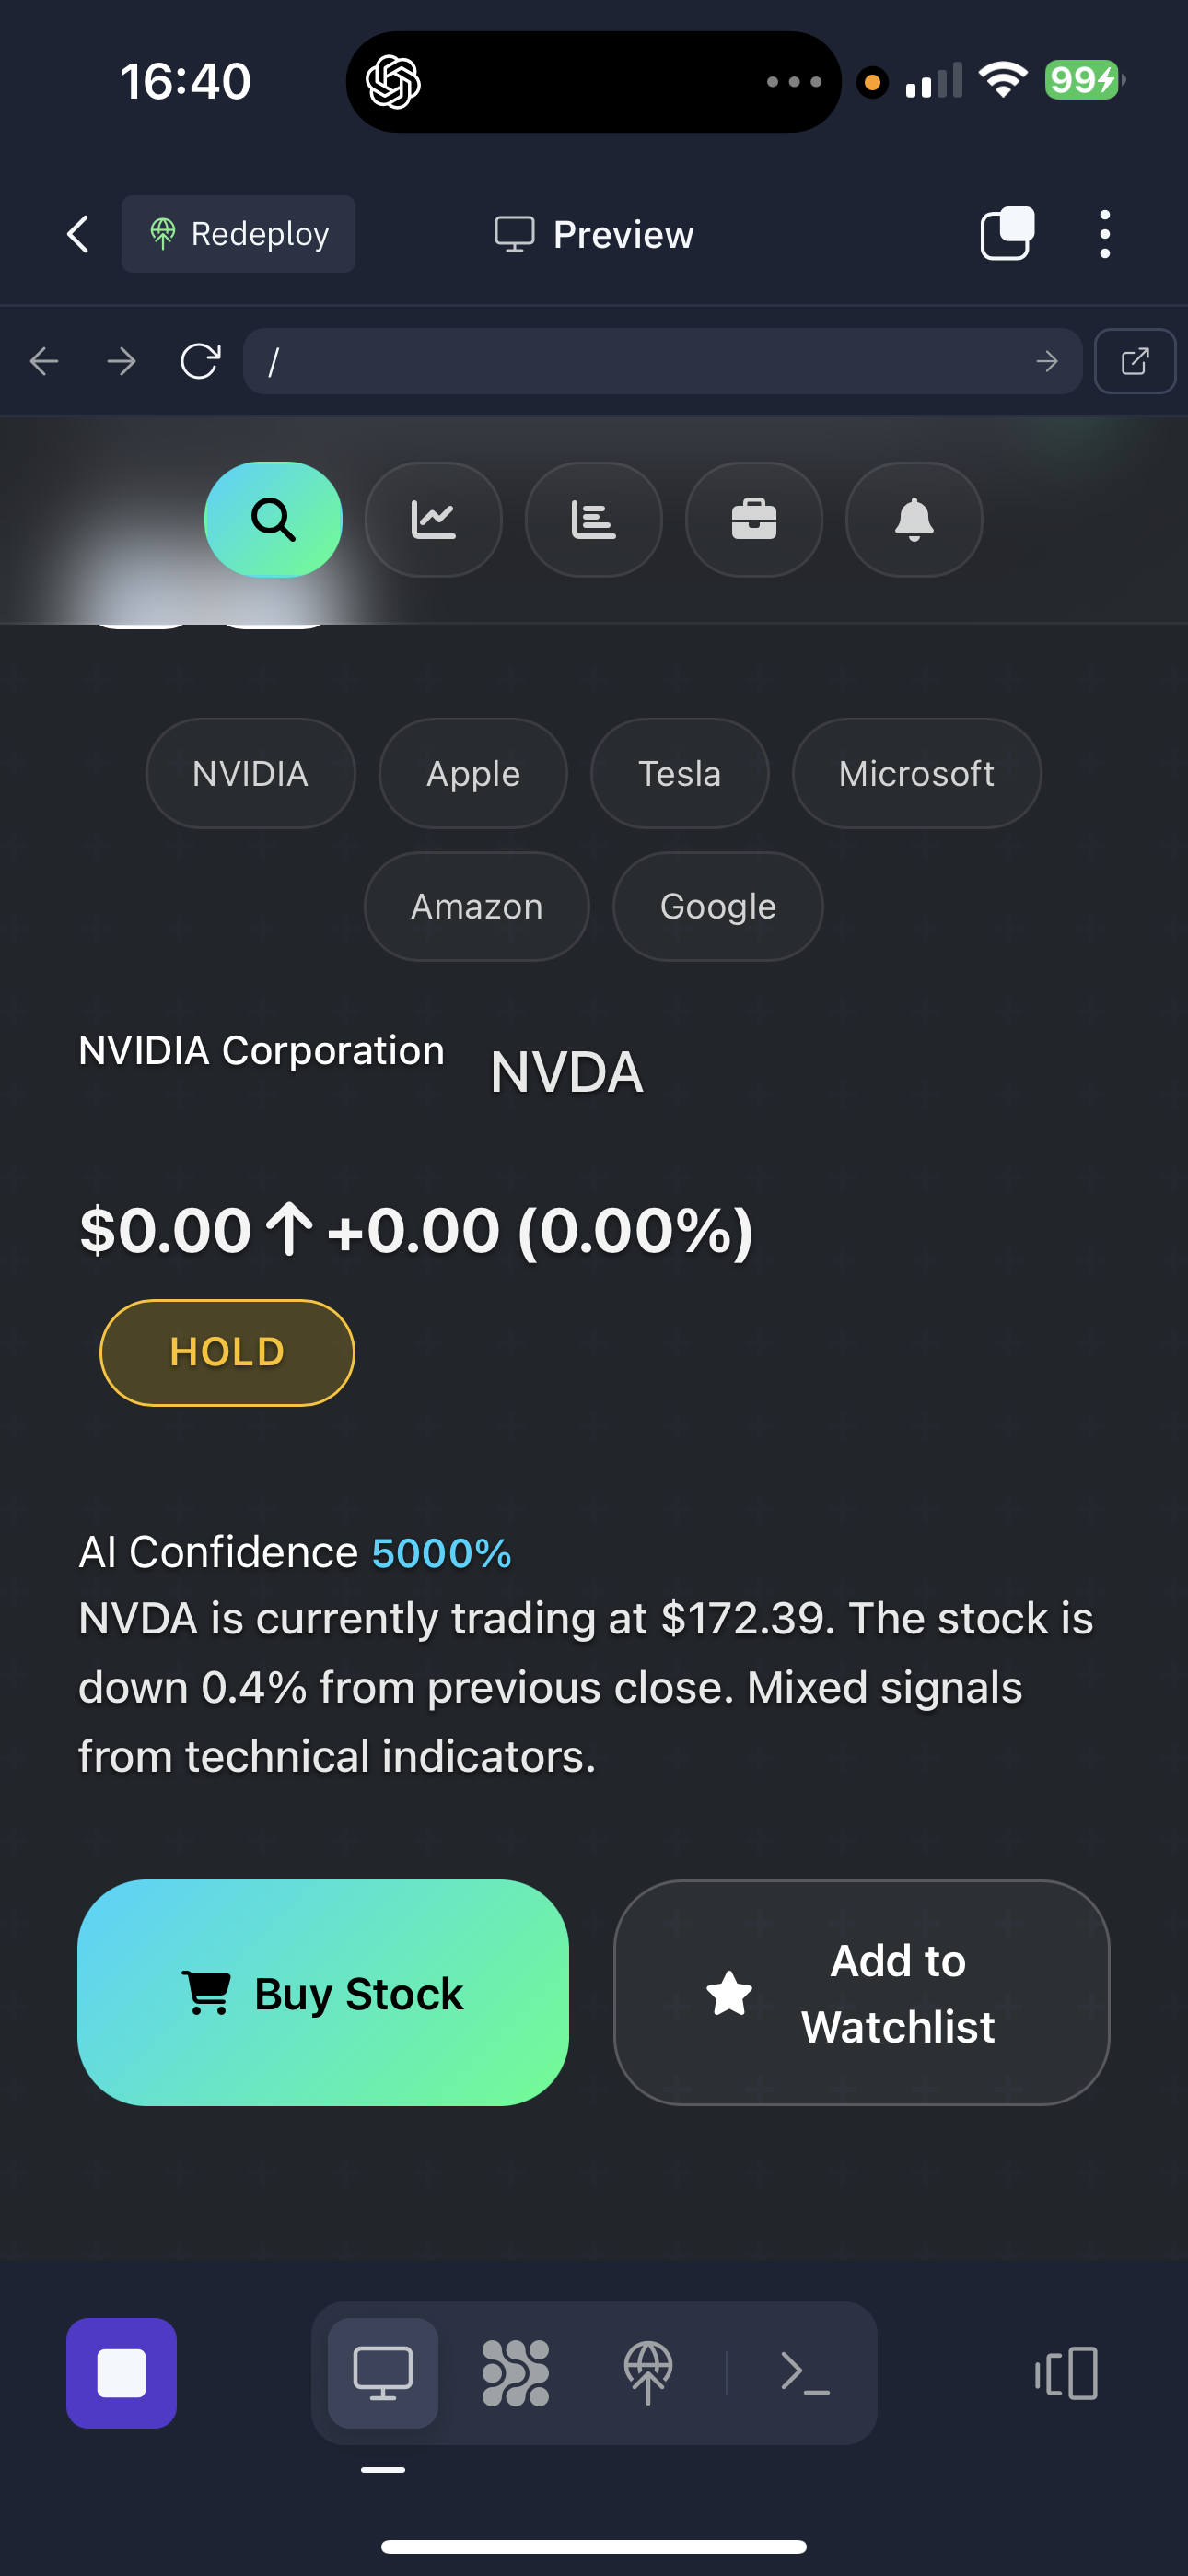 16:40
99
Redeploy
Preview
/
NVIDIA
Apple
Tesla
Microsoft
Amazon
Google
NVIDIA Corporation NVDA
$0.00 ↑ +0.00 (0.00%)
HOLD
AI Confidence 5000%
NVDA is currently trading at $172.39. The stock is
down 0.4% from previous close. Mixed signals
from technical indicators.
Buy Stock
Add to
Watchlist